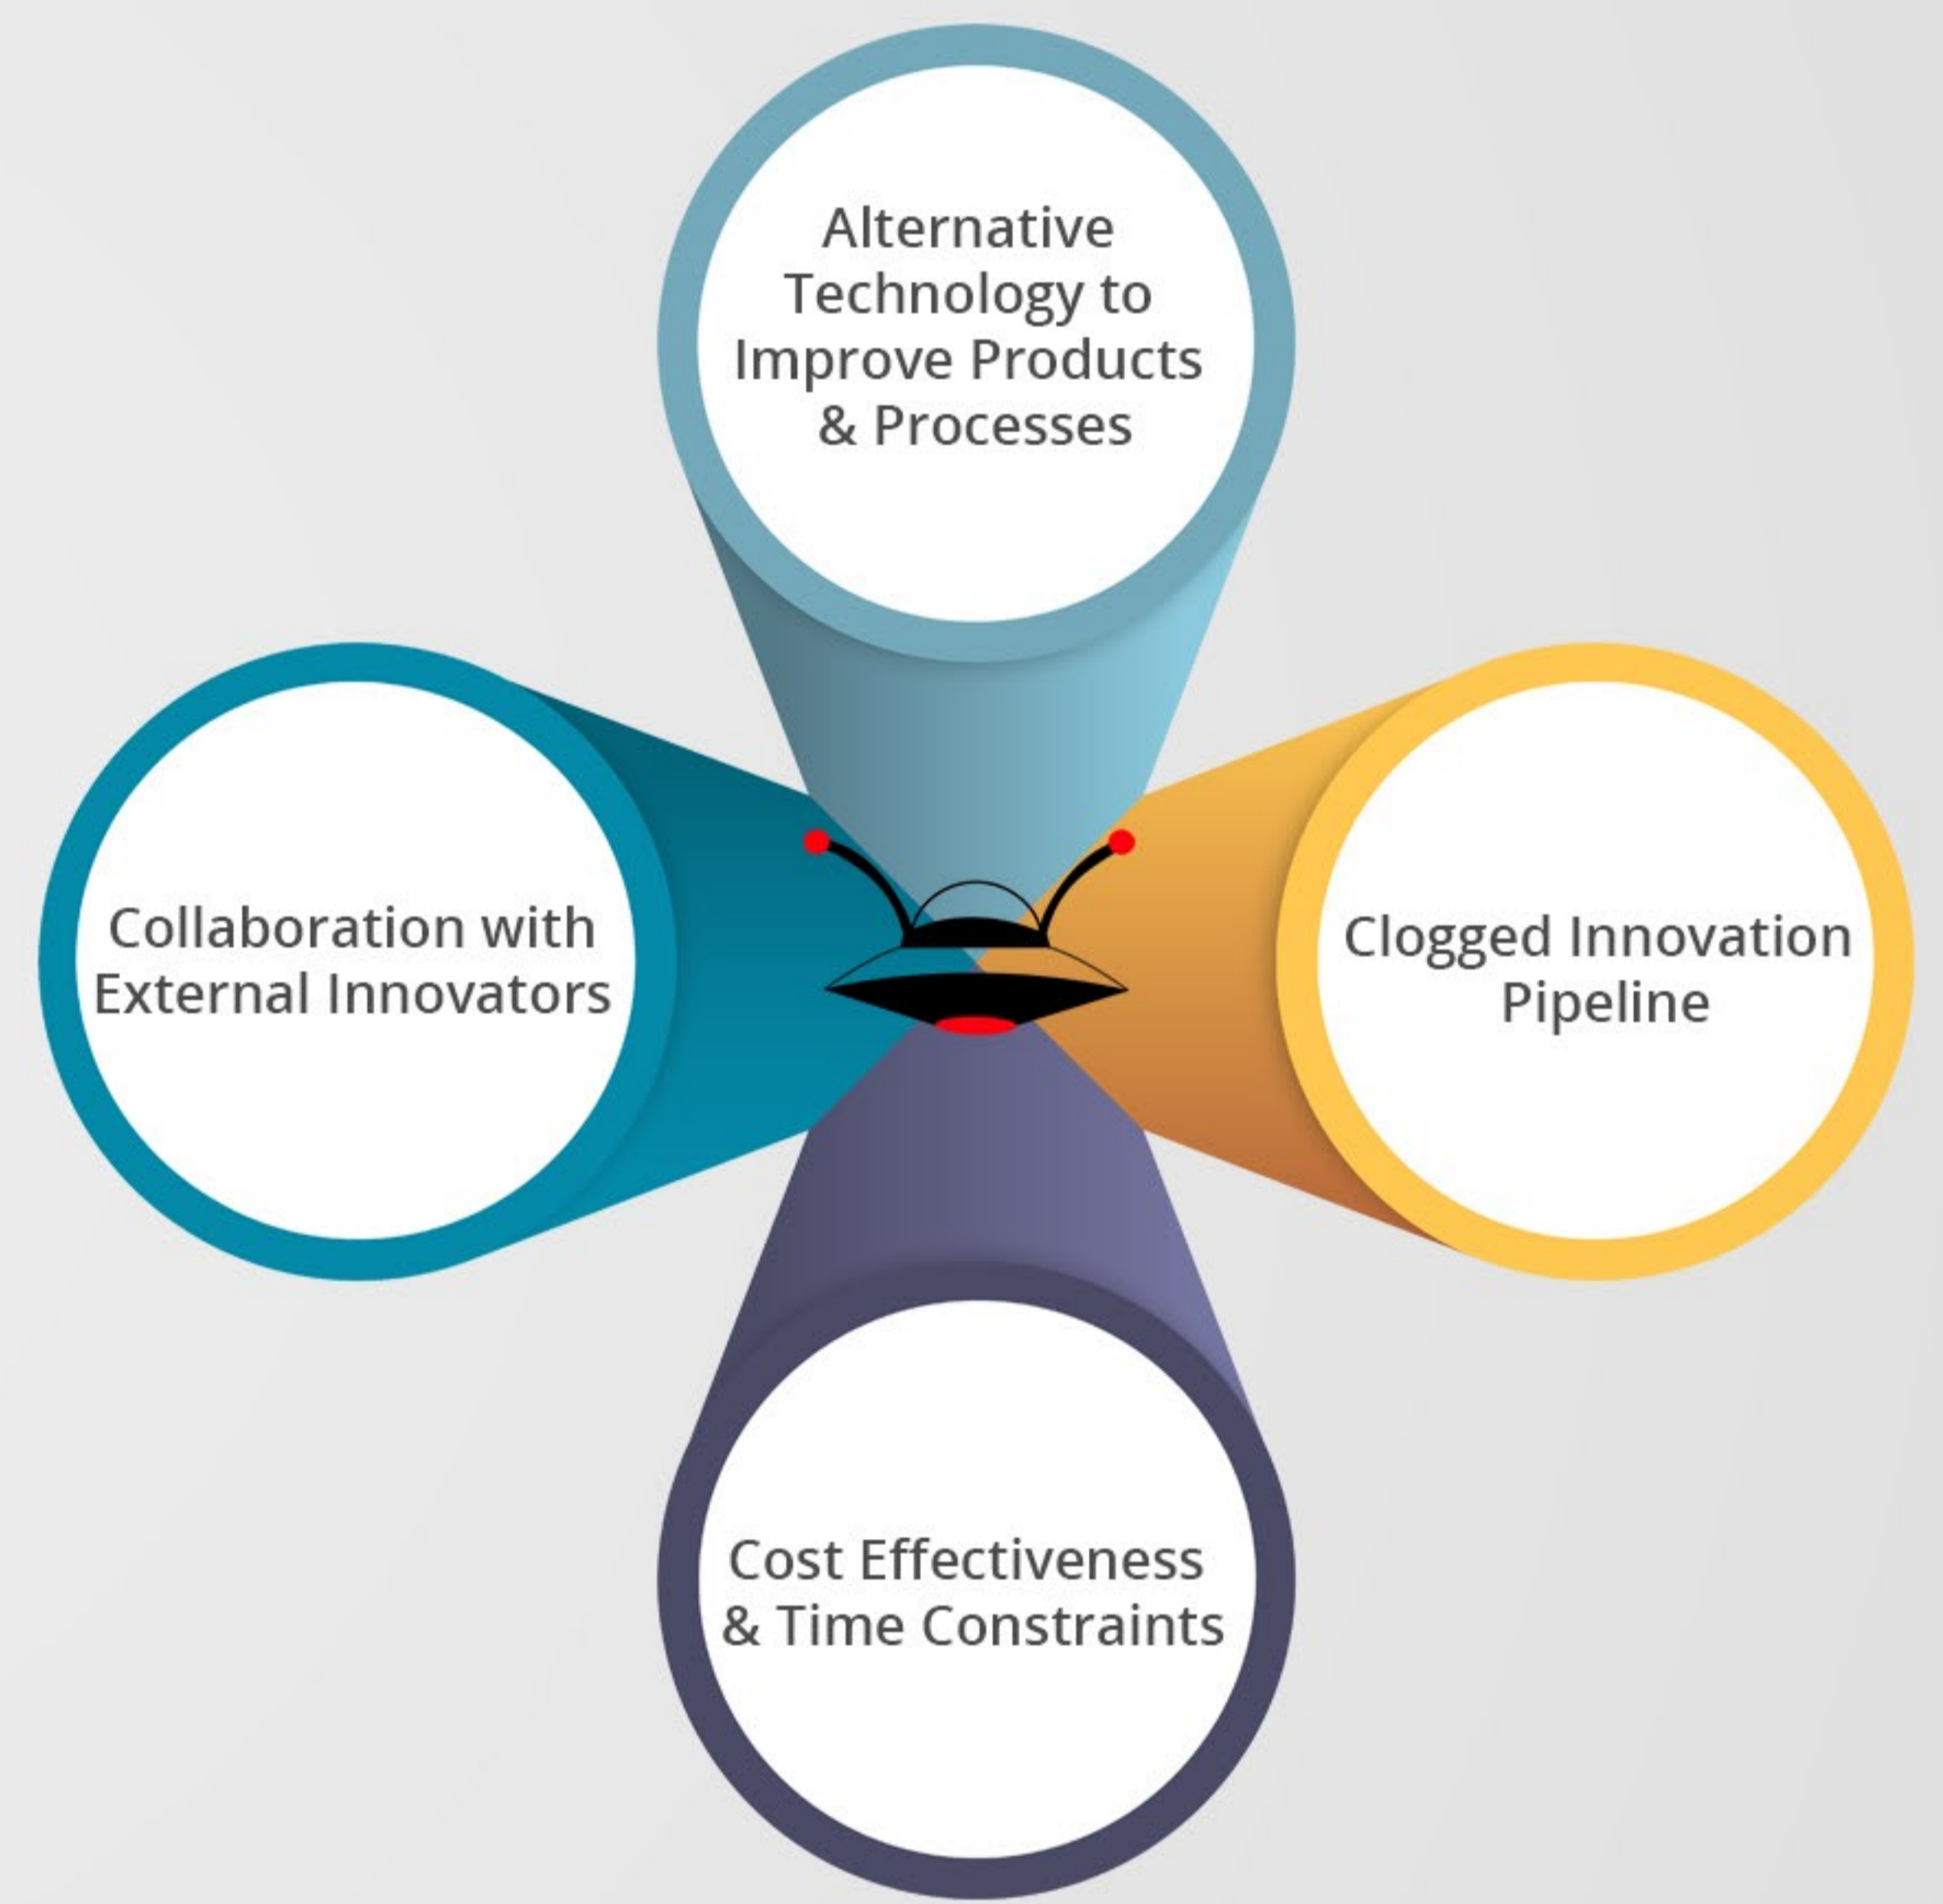 Alternative
Technology to
Improve Products
& Processes
Collaboration with
External Innovators
Clogged Innovation
Pipeline
Cost Effectiveness
& Time Constraints